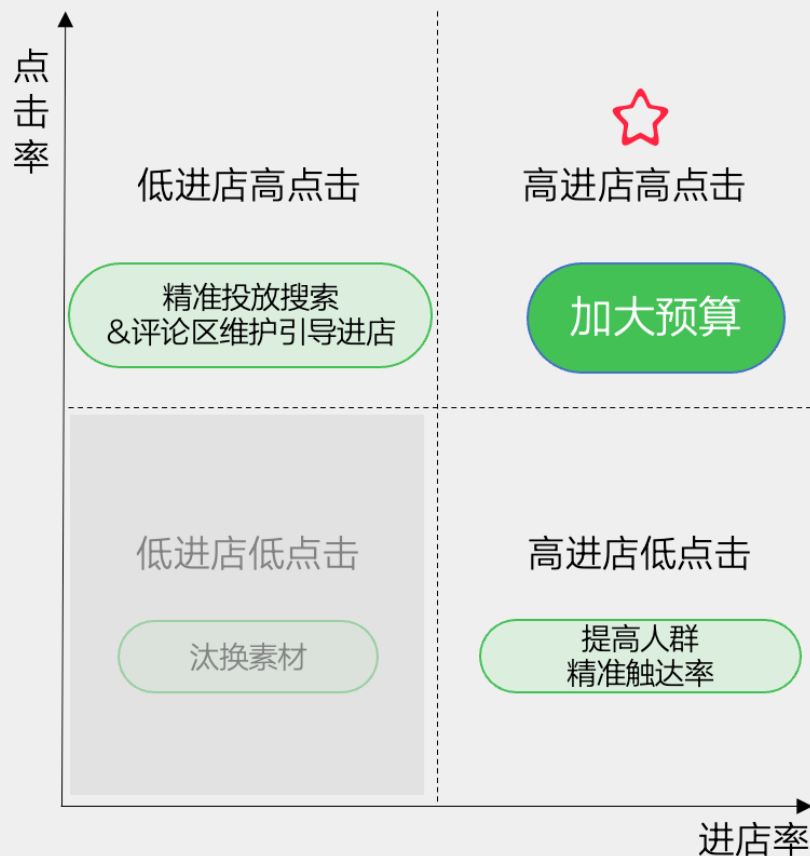 点击率
低进店高点击
高进店高点击
精准投放搜索
&评论区维护引导进店
加大预算
低进店低点击
高进店低点击
汰换素材
提高人群
精准触达率
进店率